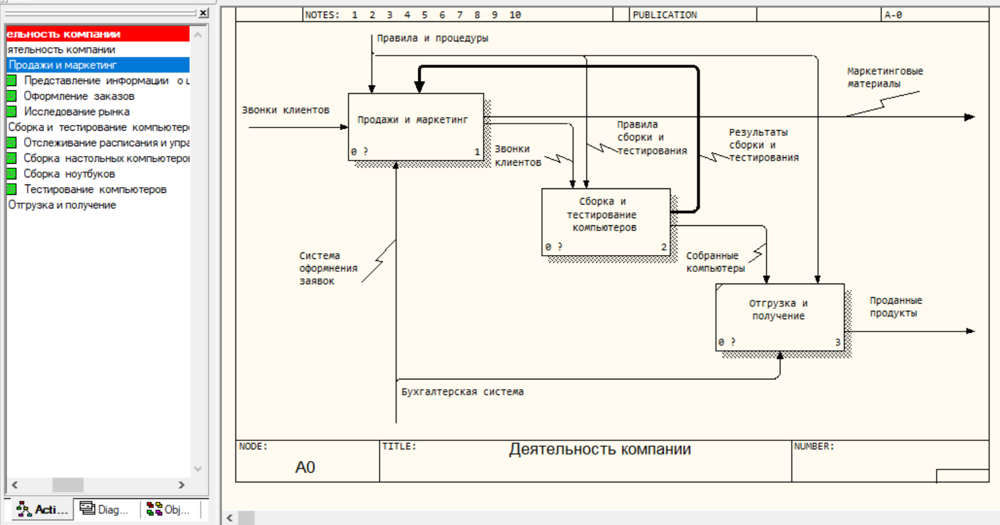 ельность компании
ятельность компании
Продажи и маркетинг
Представление информации о ц
Оформление заказов
Исследование рынка
Сборка и тестирование компьютеро
Отслеживание расписания и упра
Сборка настольных компьютеров
Сборка ноутбуков
Тестирование компьютеров
Отгрузка и получение
Acti...
Diag...
Obj...
NOTES: 1 2 3 4 5 6 7 8 9 10
PUBLICATION
A-0
Правила и процедуры
Маркетинговые
материалы
Звонки клиентов
Продажи и маркетинг
0 ?
1
Правила
сборки и
тестирования
Результаты
сборки и
тестирования
Звонки
клиентов
Сборка и
тестирование
компьютеров
0 ?
2
Система
оформнения
заявок
Собранные
компьютеры
Отгрузка и
получение
0 ?
3
Проданные
продукты
Бухгалтерская система
NODE:
A0
TITLE:
Деятельность компании
NUMBER: